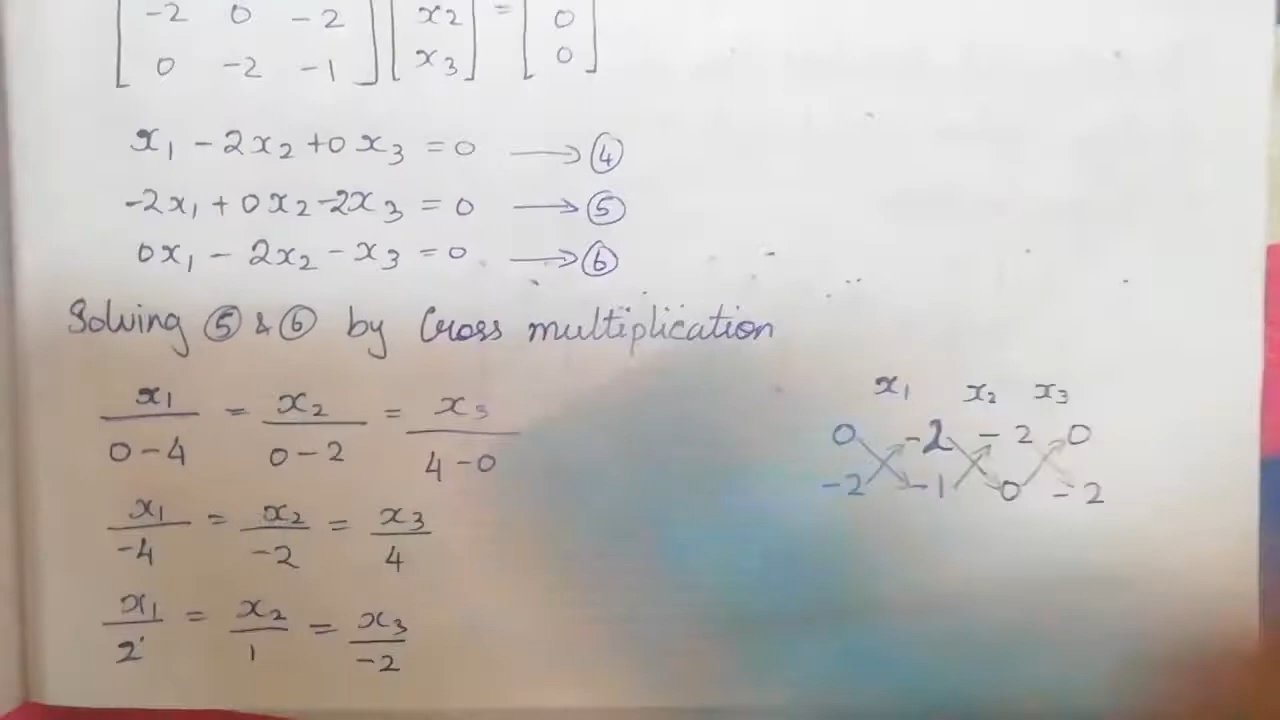 -2 0 -2 x2 = 0
0 -2 -1 x3 0
x1 - 2x2 + 0x3 = 0 → ④
-2x1 + 0x2 - 2x3 = 0 → ⑤
0x1 - 2x2 - x3 = 0 → ⑥
Solving ⑤ & ⑥ by Cross multiplication
x1/0-4 = x2/0-2 = x3/4-0
x1/-4 = x2/-2 = x3/4
x1/2 = x2/1 = x3/-2
x1 x2 x3
0 -2 -2 0
-2 -1 0 -2